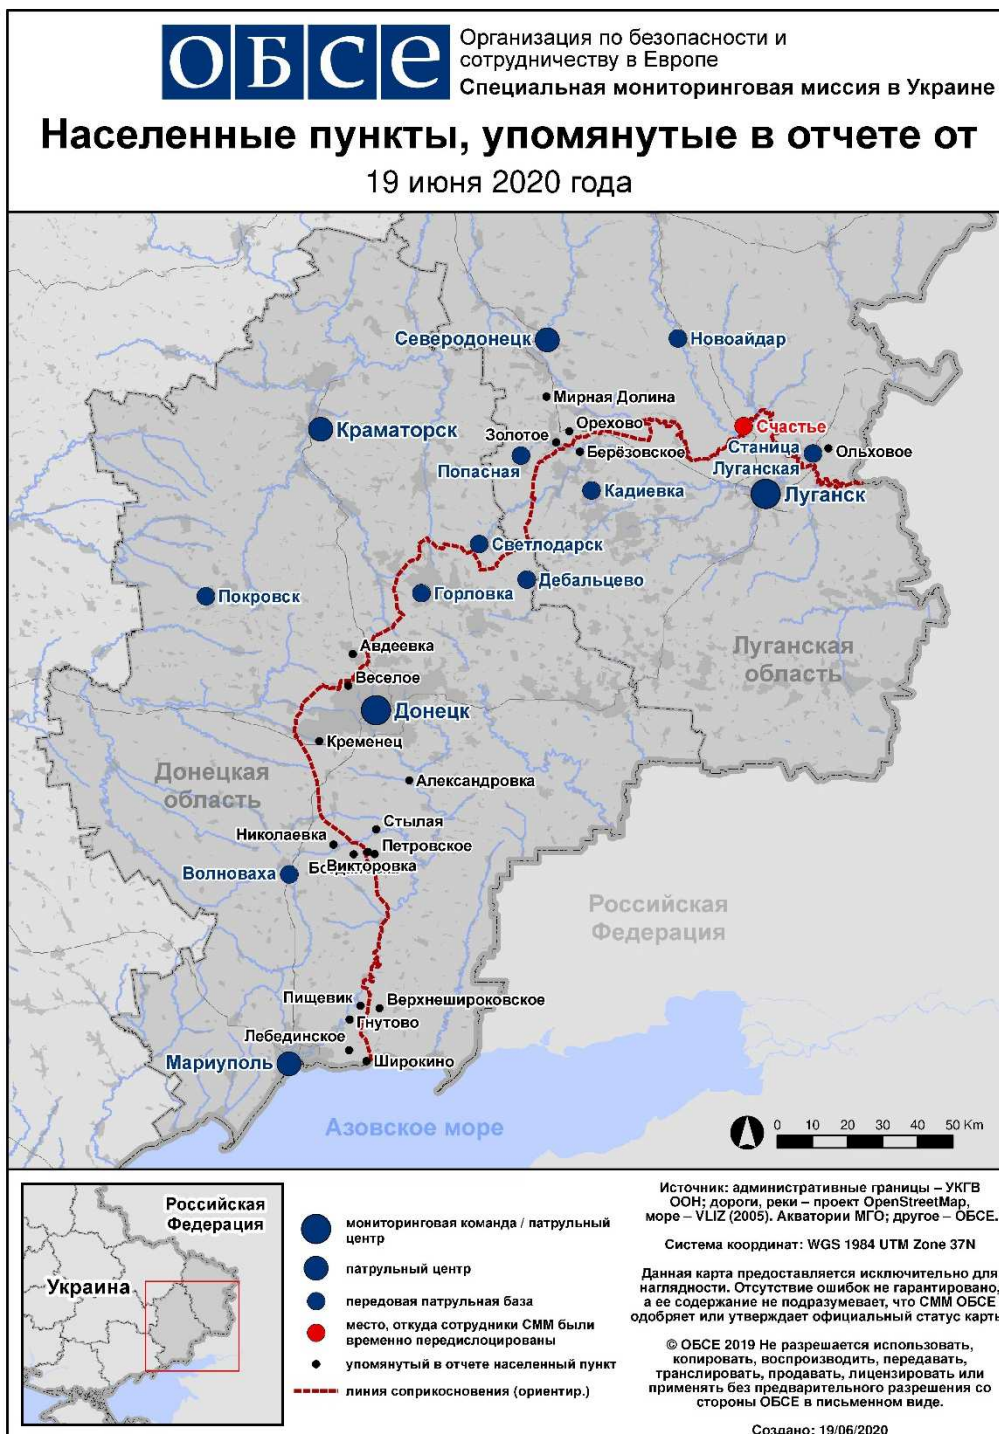 ОБСЕ
Организация по безопасности и
сотрудничеству в Европе
Специальная мониторинговая миссия в Украине
Населенные пункты, упомянутые в отчете от
19 июня 2020 года
Северодонецк
Новоайдар
Мирная Долина
Краматорск
Орехово
Золотое
Счастье
Берёзовское
Станица
Луганская
Ольховое
Попасная
Кадиевка
Луганск
Светлодарск
Дебальцево
Покровск
Горловка
Авдеевка
Луганская
область
Веселое
Донецк
Кременец
Донецкая
область
Александровка
Стылая
Николаевка
Петровское
Викторовка
Волноваха
Российская
Федерация
Пищевик
Верхнешироковское
Гнутово
Лебединское
Мариуполь
Широкино
Азовское море
0 10 20 30 40 50 Km
Российская
Федерация
Украина
мониторинговая команда / патрульный
центр
патрульный центр
передовая патрульная база
место, откуда сотрудники СММ были
временно передислоцированы
упомянутый в отчете населенный пункт
линия соприкосновения (ориентир.)
Источник: административные границы – УКГВ
ООН; дороги, реки – проект OpenStreetMap,
море – VLIZ (2005). Акватории МГО; другое – ОБСЕ.
Система координат: WGS 1984 UTM Zone 37N
Данная карта предоставляется исключительно для
наглядности. Отсутствие ошибок не гарантировано,
а ее содержание не подразумевает, что СММ ОБСЕ
одобряет или утверждает официальный статус
© ОБСЕ 2019 Не разрешается использовать,
копировать, воспроизводить, передавать,
транслировать, продавать, лицензировать или
применять без предварительного разрешения со
стороны ОБСЕ в письменном виде.
Создано: 19/06/2020